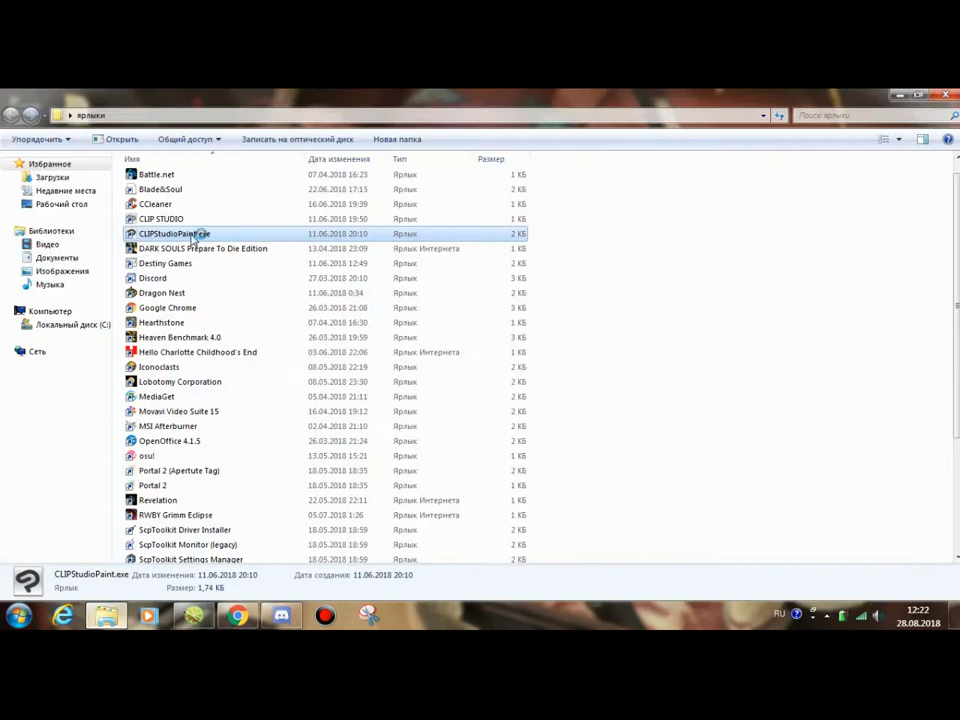 ярлыки
Поиск: ярлыки
Упорядочить Открыть Общий доступ Записать на оптический диск Новая папка
Избранное
Загрузки
Недавние места
Рабочий стол
Библиотеки
Видео
Документы
Изображения
Музыка
Компьютер
Локальный диск (C:)
Сеть
Имя Дата изменения Тип Размер
Battle.net 07.04.2018 16:23 Ярлык 1 КБ
Blade&Soul 22.06.2018 17:15 Ярлык 1 КБ
CCleaner 16.06.2018 19:39 Ярлык 1 КБ
CLIP STUDIO 11.06.2018 19:50 Ярлык 2 КБ
CLIPStudioPaint.exe 11.06.2018 20:10 Ярлык 2 КБ
DARK SOULS Prepare To Die Edition 13.04.2018 23:09 Ярлык Интернета 1 КБ
Destiny Games 11.06.2018 12:49 Ярлык 2 КБ
Discord 27.03.2018 20:10 Ярлык 3 КБ
Dragon Nest 11.06.2018 0:34 Ярлык 2 КБ
Google Chrome 26.03.2018 21:08 Ярлык 3 КБ
Hearthstone 07.04.2018 16:30 Ярлык 1 КБ
Heaven Benchmark 4.0 26.03.2018 19:59 Ярлык 3 КБ
Hello Charlotte Childhood's End 03.06.2018 22:06 Ярлык Интернета 1 КБ
Iconoclasts 08.05.2018 22:19 Ярлык 2 КБ
Lobotomy Corporation 08.05.2018 23:30 Ярлык 2 КБ
MediaGet 05.04.2018 21:11 Ярлык 2 КБ
Movavi Video Suite 15 16.04.2018 19:12 Ярлык 2 КБ
MSI Afterburner 02.04.2018 21:10 Ярлык 2 КБ
OpenOffice 4.1.5 26.03.2018 21:24 Ярлык 2 КБ
osu! 13.05.2018 15:21 Ярлык 1 КБ
Portal 2 (Apertute Tag) 18.05.2018 18:35 Ярлык 2 КБ
Portal 2 18.05.2018 18:35 Ярлык 2 КБ
Revelation 22.05.2018 22:11 Ярлык Интернета 1 КБ
RWBY Grimm Eclipse 05.07.2018 1:26 Ярлык Интернета 1 КБ
ScpToolkit Driver Installer 18.05.2018 18:59 Ярлык 2 КБ
ScpToolkit Monitor (legacy) 18.05.2018 18:59 Ярлык 2 КБ
ScpToolkit Settings Manager 18.05.2018 18:59 Ярлык 2 КБ
CLIPStudioPaint.exe Дата изменения: 11.06.2018 20:10 Дата создания: 11.06.2018 20:10
Ярлык Размер: 1,74 КБ
RU
12:22
28.08.2018